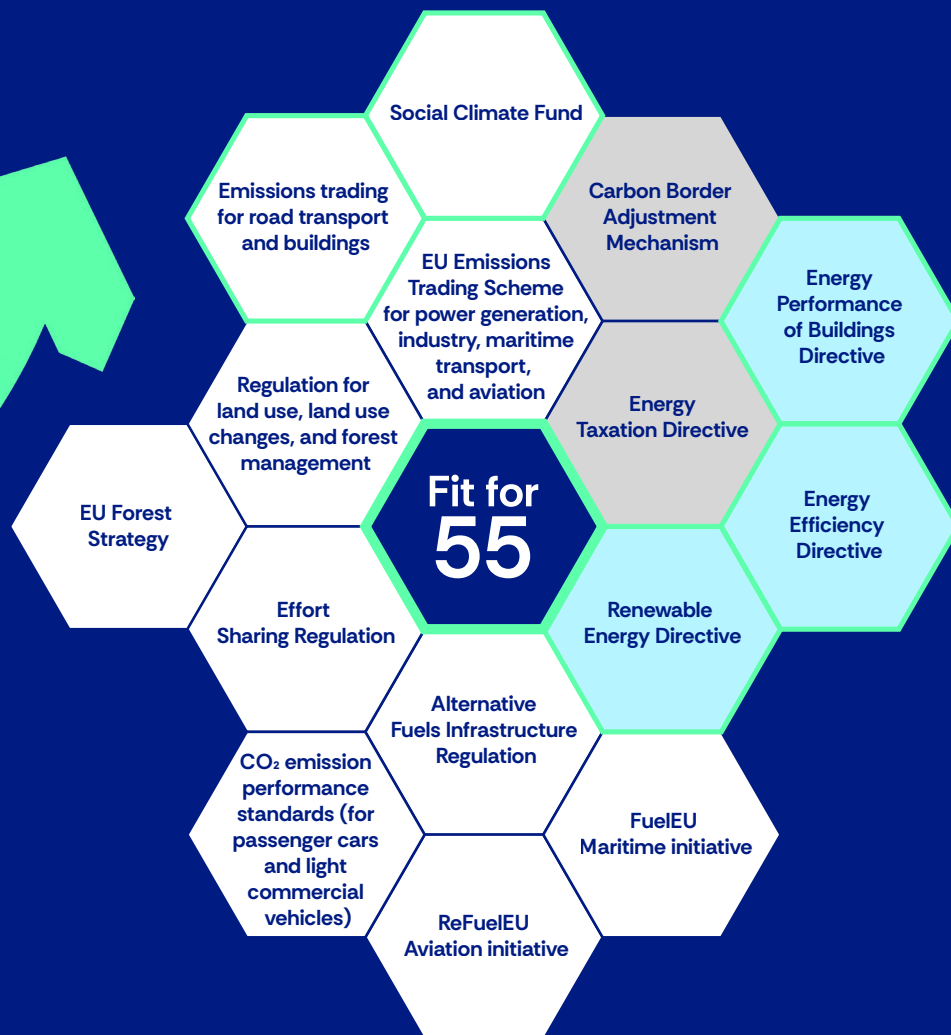 Social Climate Fund
Emissions trading
for road transport
and buildings
Carbon Border
Adjustment
Mechanism
EU Emissions
Trading Scheme
for power generation,
industry, maritime
transport,
and aviation
Energy
Performance
of Buildings
Directive
Regulation for
land use, land use
changes, and forest
management
Energy
Taxation Directive
EU Forest
Strategy
Fit for
55
Energy
Efficiency
Directive
Effort
Sharing Regulation
Renewable
Energy Directive
Alternative
Fuels Infrastructure
Regulation
CO₂ emission
performance
standards (for
passenger cars
and light
commercial
vehicles)
FuelEU
Maritime initiative
ReFuelEU
Aviation initiative